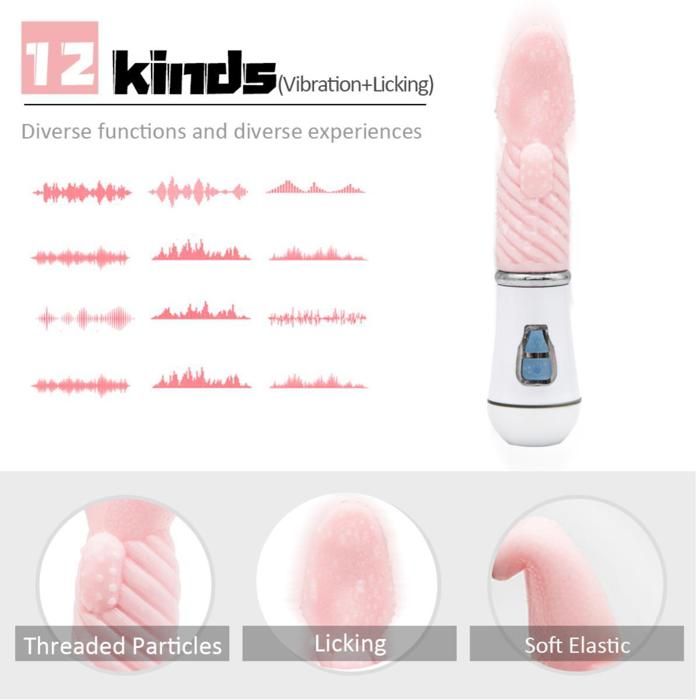 12 kinds(Vibration+Licking)
Diverse functions and diverse experiences
Threaded Particles
Licking
Soft Elastic